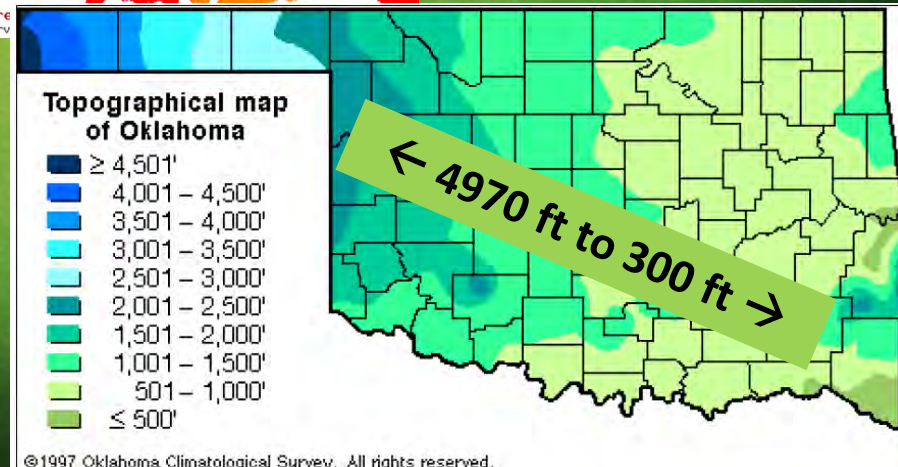 Topographical map
of Oklahoma
≥ 4,501'
4,001 – 4,500'
3,501 – 4,000'
3,001 – 3,500'
2,501 – 3,000'
2,001 – 2,500'
1,501 – 2,000'
1,001 – 1,500'
501 – 1,000'
≤ 500'
← 4970 ft to 300 ft →
©1997 Oklahoma Climatological Survey. All rights reserved.